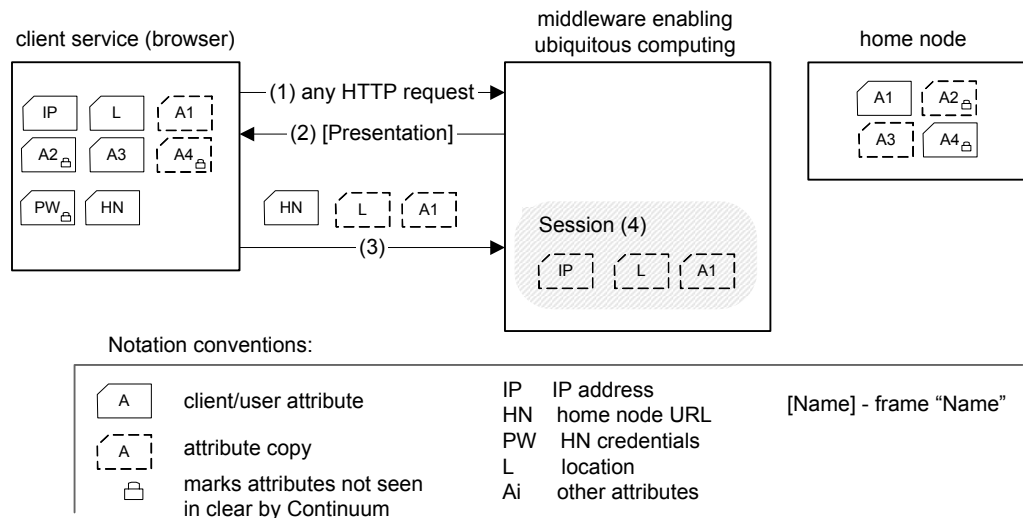 client service (browser)
middleware enabling
ubiquitous computing
home node
IP
L
A1
A2
A3
A4
PW
HN
(1) any HTTP request
(2) [Presentation]
HN
L
A1
(3)
Session (4)
IP
L
A1
A1
A2
A3
A4
Notation conventions:
A
client/user attribute
A
attribute copy
marks attributes not seen
in clear by Continuum
IP IP address
HN home node URL
PW HN credentials
L location
Ai other attributes
[Name] - frame “Name”